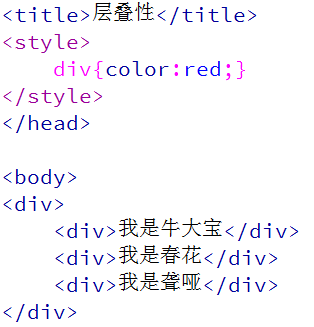 <title>层叠性</title>
<style>
    div{color:red;}
</style>
</head>

<body>
<div>
    <div>我是牛大宝</div>
    <div>我是春花</div>
    <div>我是聋哑</div>
</div>